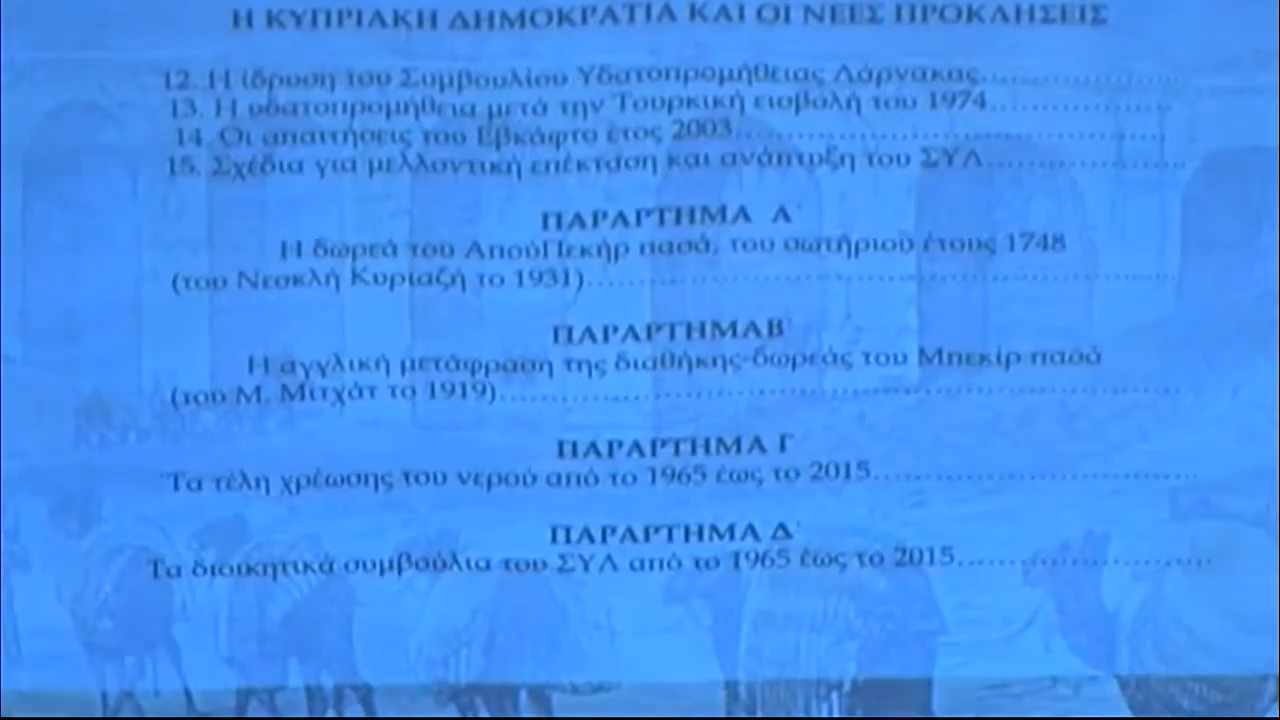 Η ΚΥΠΡΙΑΚΗ ΔΗΜΟΚΡΑΤΙΑ ΚΑΙ ΟΙ ΝΕΕΣ ΠΡΟΚΛΗΣΕΙΣ
12. Η ίδρυση του Συμβουλίου Υδατοπρομήθειας Λάρνακας
13. Η υδατοπρομήθεια μετά την Τουρκική εισβολή του 1974
14. Οι απαιτήσεις του Εβκάφτο έτος 2003
15. Σχέδια για μελλοντική επέκταση και ανάπτυξη του ΣΥΛ
ΠΑΡΑΡΤΗΜΑ Α'
Η δωρεά του ΑπούΠεκήρ πασά, του σωτήριου έτους 1748
(του Νεοκλή Κυριαζή το 1931)
ΠΑΡΑΡΤΗΜΑΒ'
Η αγγλική μετάφραση της διαθήκης-δωρεάς του Μπεκίρ πασά
(του Μ. Μιτχάτ το 1919)
ΠΑΡΑΡΤΗΜΑ Γ
Τα τέλη χρέωσης του νερού από το 1965 έως το 2015
ΠΑΡΑΡΤΗΜΑ Δ'
Τα διοικητικά συμβούλια του ΣΥΛ από το 1965 έως το 2015